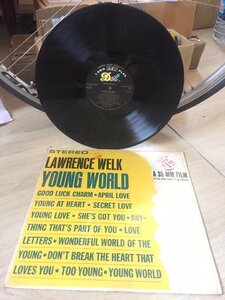 Dot
STEREO
LAWRENCE WELK
YOUNG WORLD
A 35 MM FILM
GOOD LUCK CHARM • APRIL LOVE
YOUNG AT HEART • SECRET LOVE
YOUNG LOVE • SHE'S GOT YOU • ANY-
THING THAT'S PART OF YOU • LOVE
LETTERS • WONDERFUL WORLD OF THE
YOUNG • DON'T BREAK THE HEART THAT
LOVES YOU • TOO YOUNG • YOUNG WORLD